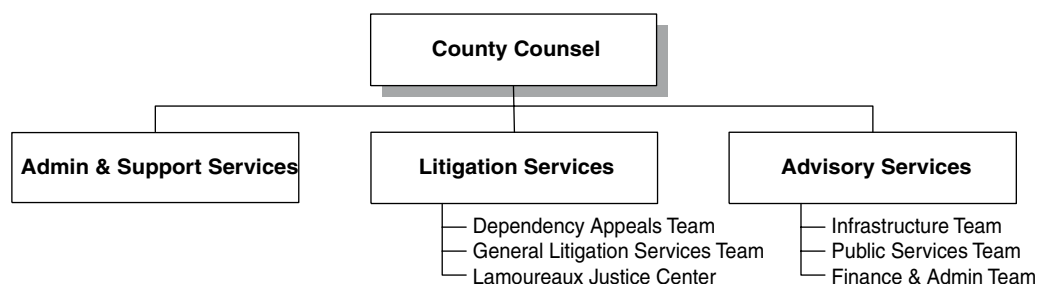 County Counsel
Admin & Support Services
Litigation Services
Advisory Services
Dependency Appeals Team
General Litigation Services Team
Lamoureaux Justice Center
Infrastructure Team
Public Services Team
Finance & Admin Team